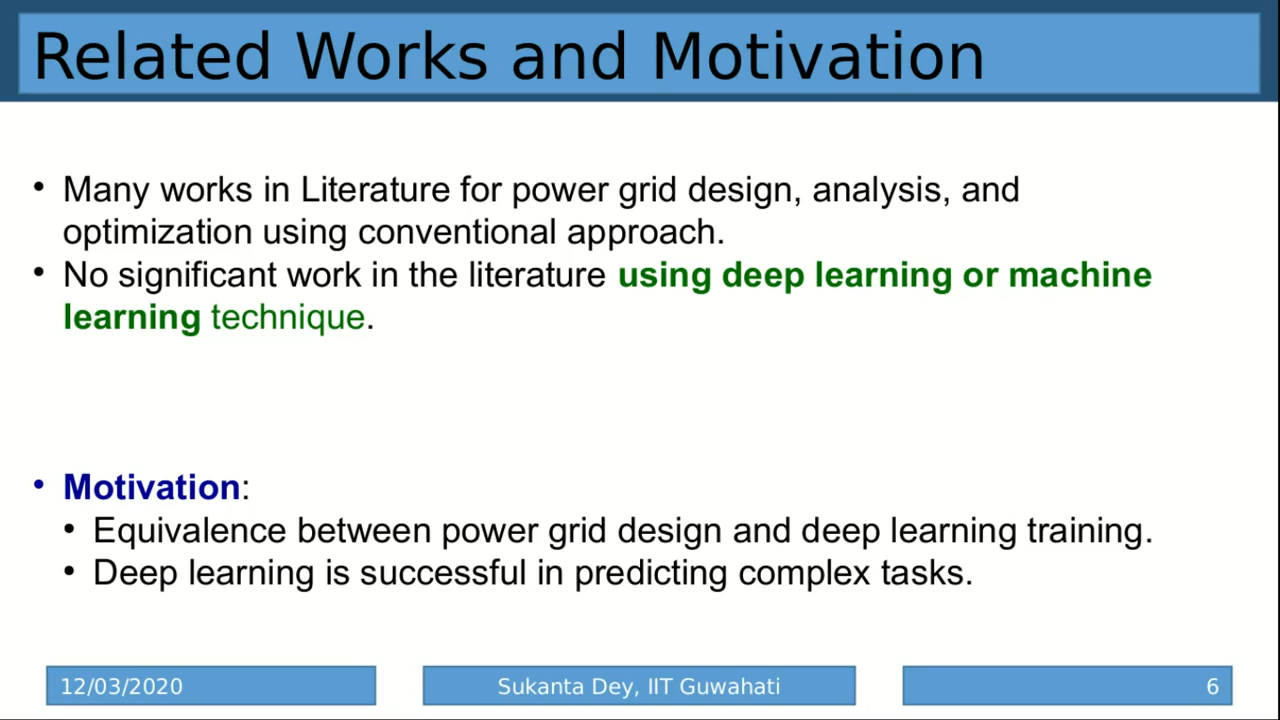 Related Works and Motivation
• Many works in Literature for power grid design, analysis, and
optimization using conventional approach.
• No significant work in the literature using deep learning or machine
learning technique.
• Motivation:
• Equivalence between power grid design and deep learning training.
• Deep learning is successful in predicting complex tasks.
12/03/2020
Sukanta Dey, IIT Guwahati
6